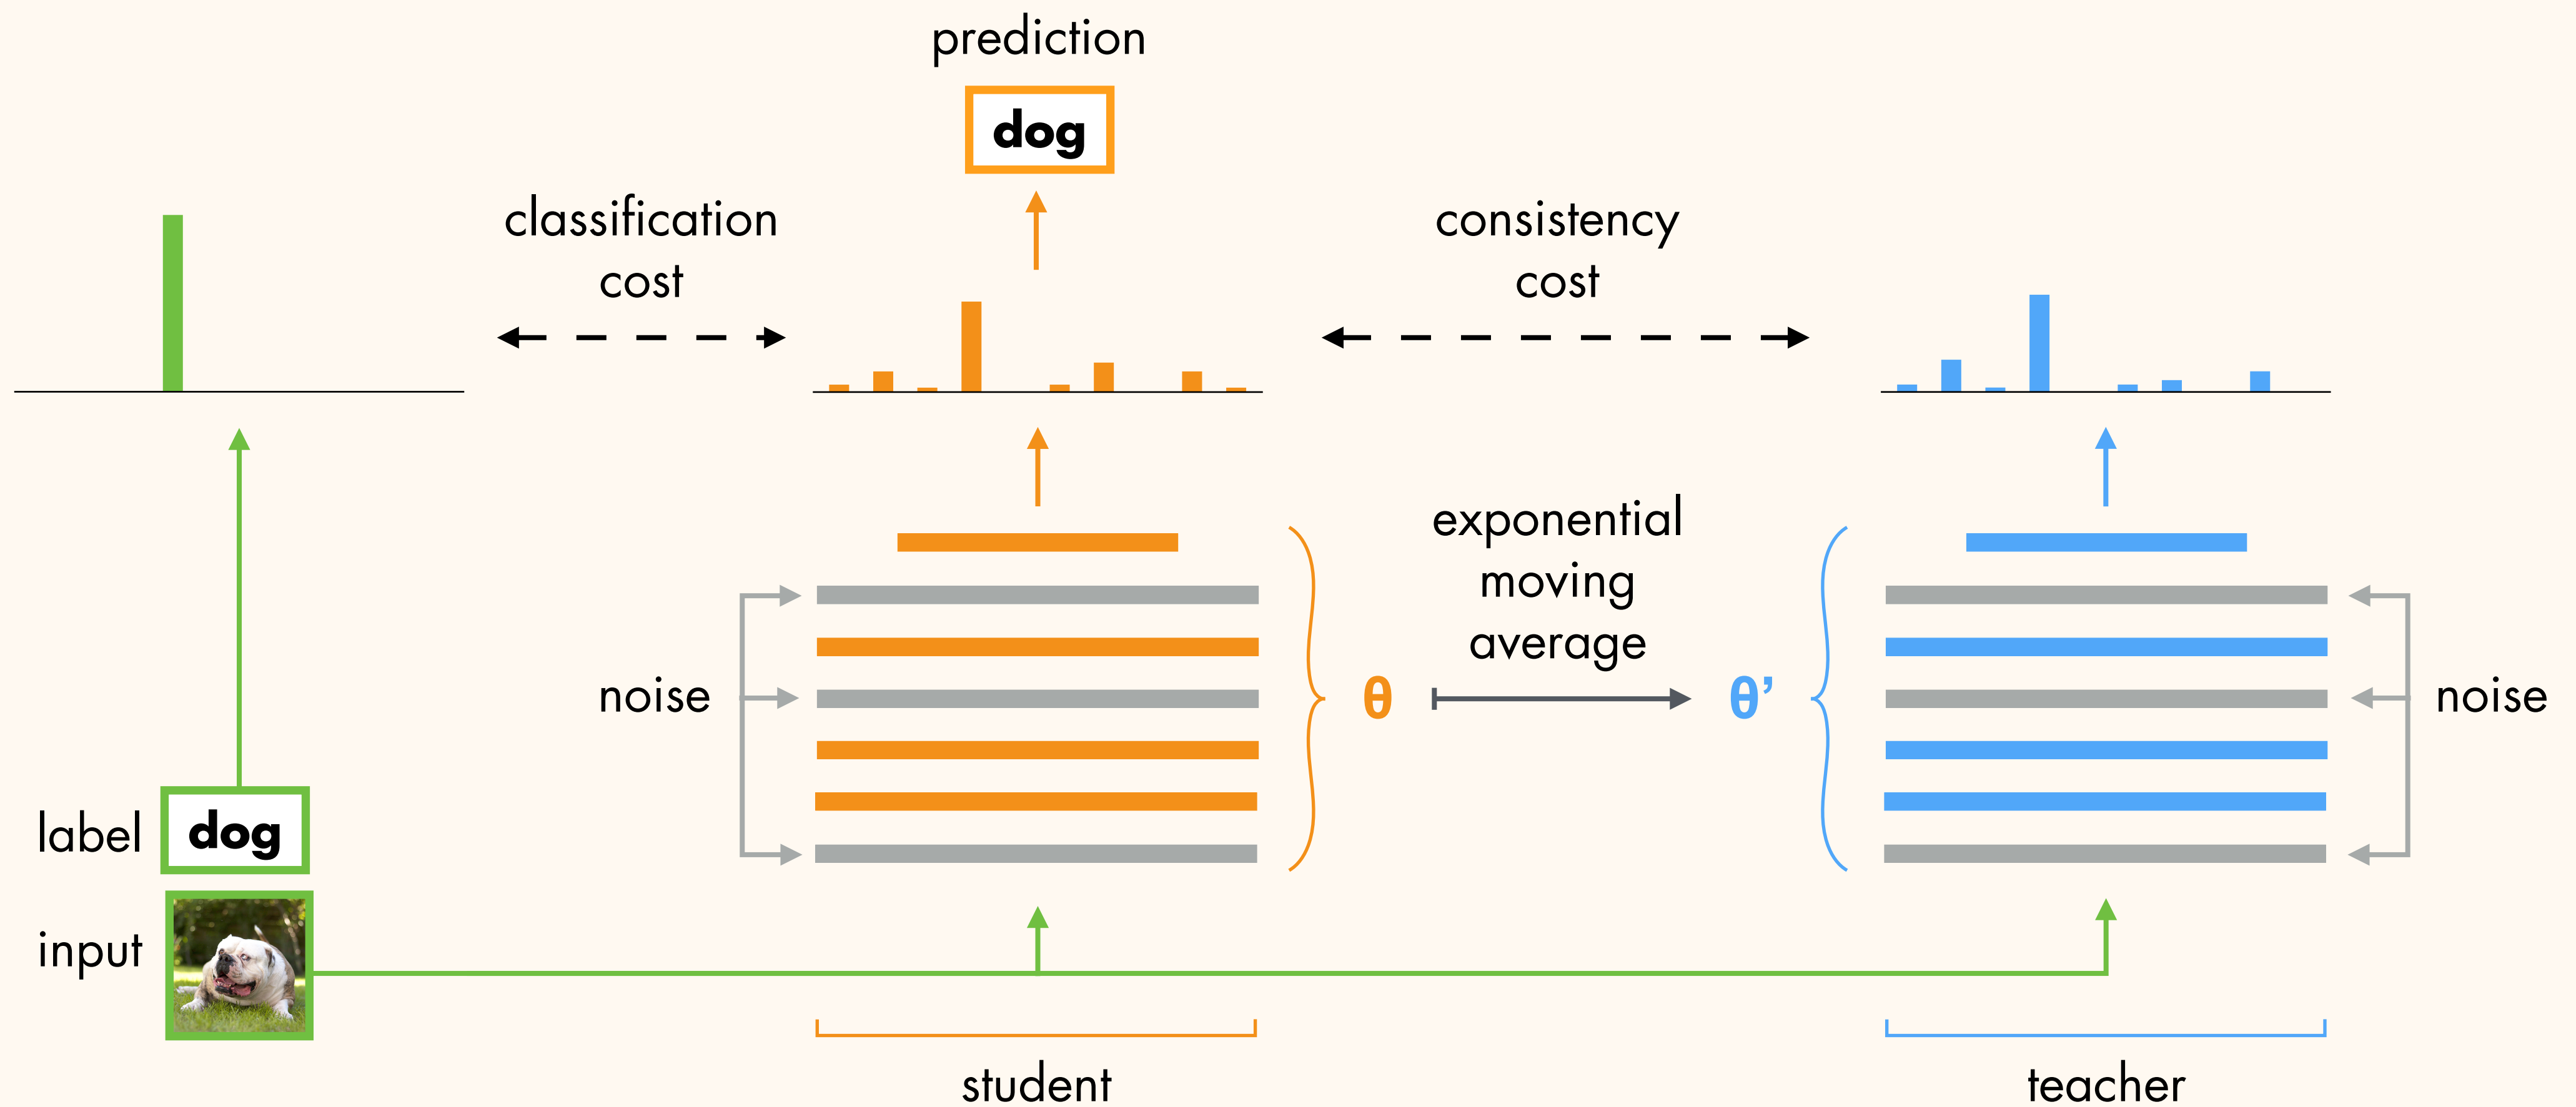 prediction
dog
classification
cost
consistency
cost
exponential
moving
average
noise
θ
θ’
noise
label
dog
input
student
teacher